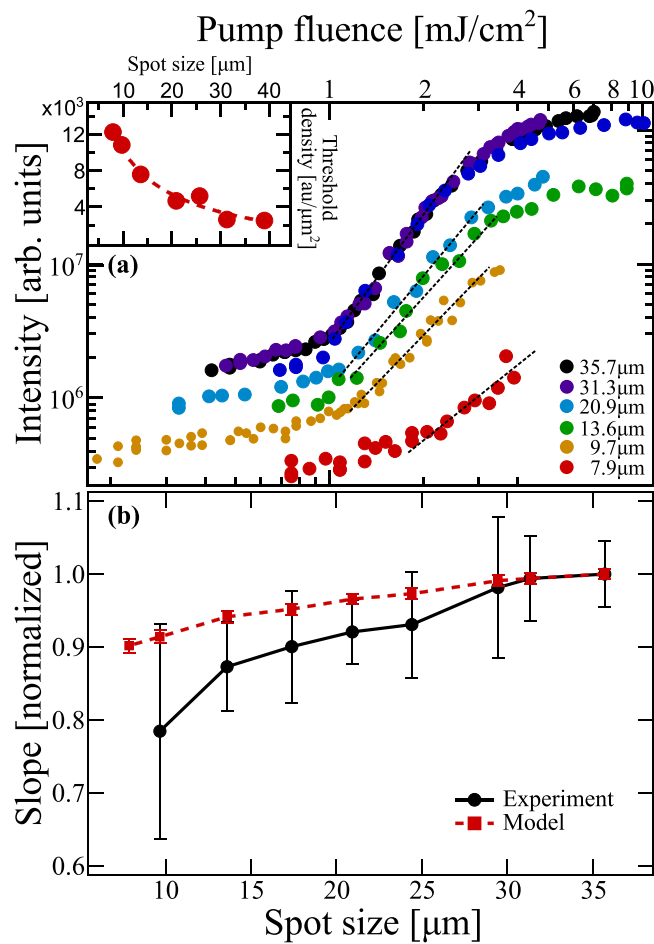 Pump fluence [mJ/cm²]
Spot size [μm]
10 20 30 40
1 2 4 6 8 10
×10³
12
8
4
Threshold
density [au/μm²]
(a)
10⁷
10⁶
Intensity [arb. units]
35.7μm
31.3μm
20.9μm
13.6μm
9.7μm
7.9μm
(b)
1.1
1.0
0.9
0.8
0.7
0.6
Slope [normalized]
Experiment
Model
10 15 20 25 30 35
Spot size [μm]